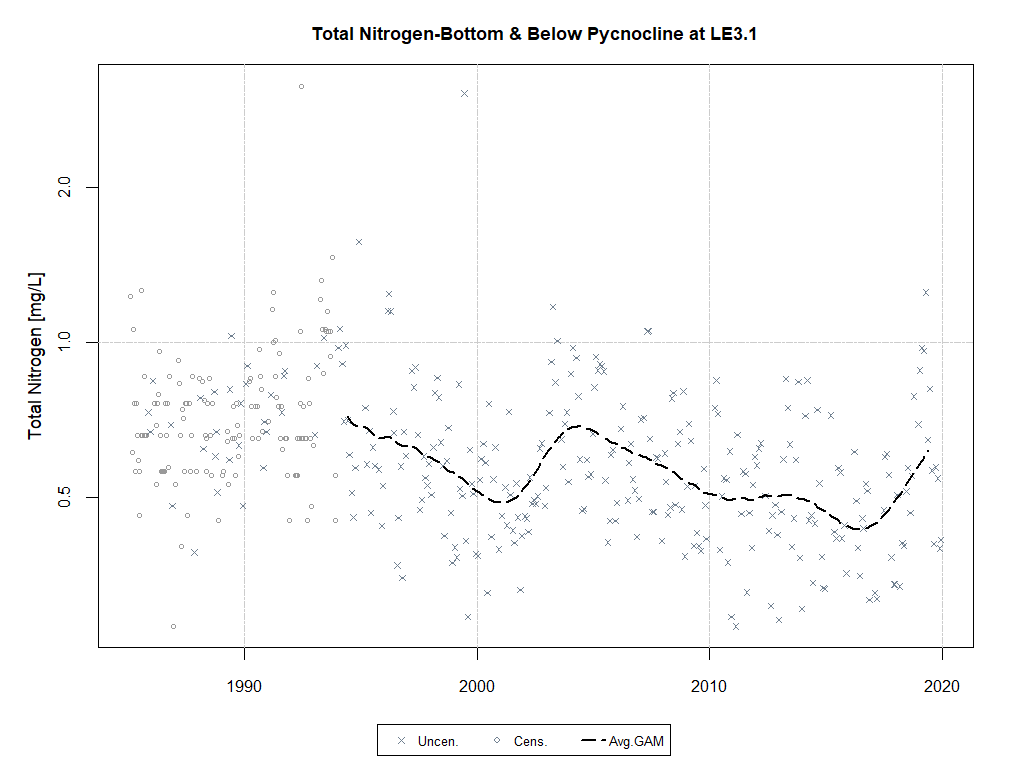 Total Nitrogen-Bottom & Below Pycnocline at LE3.1
Total Nitrogen [mg/L]
2.0
1.0
0.5
1990 2000 2010 2020
Uncen. Cens. Avg.GAM